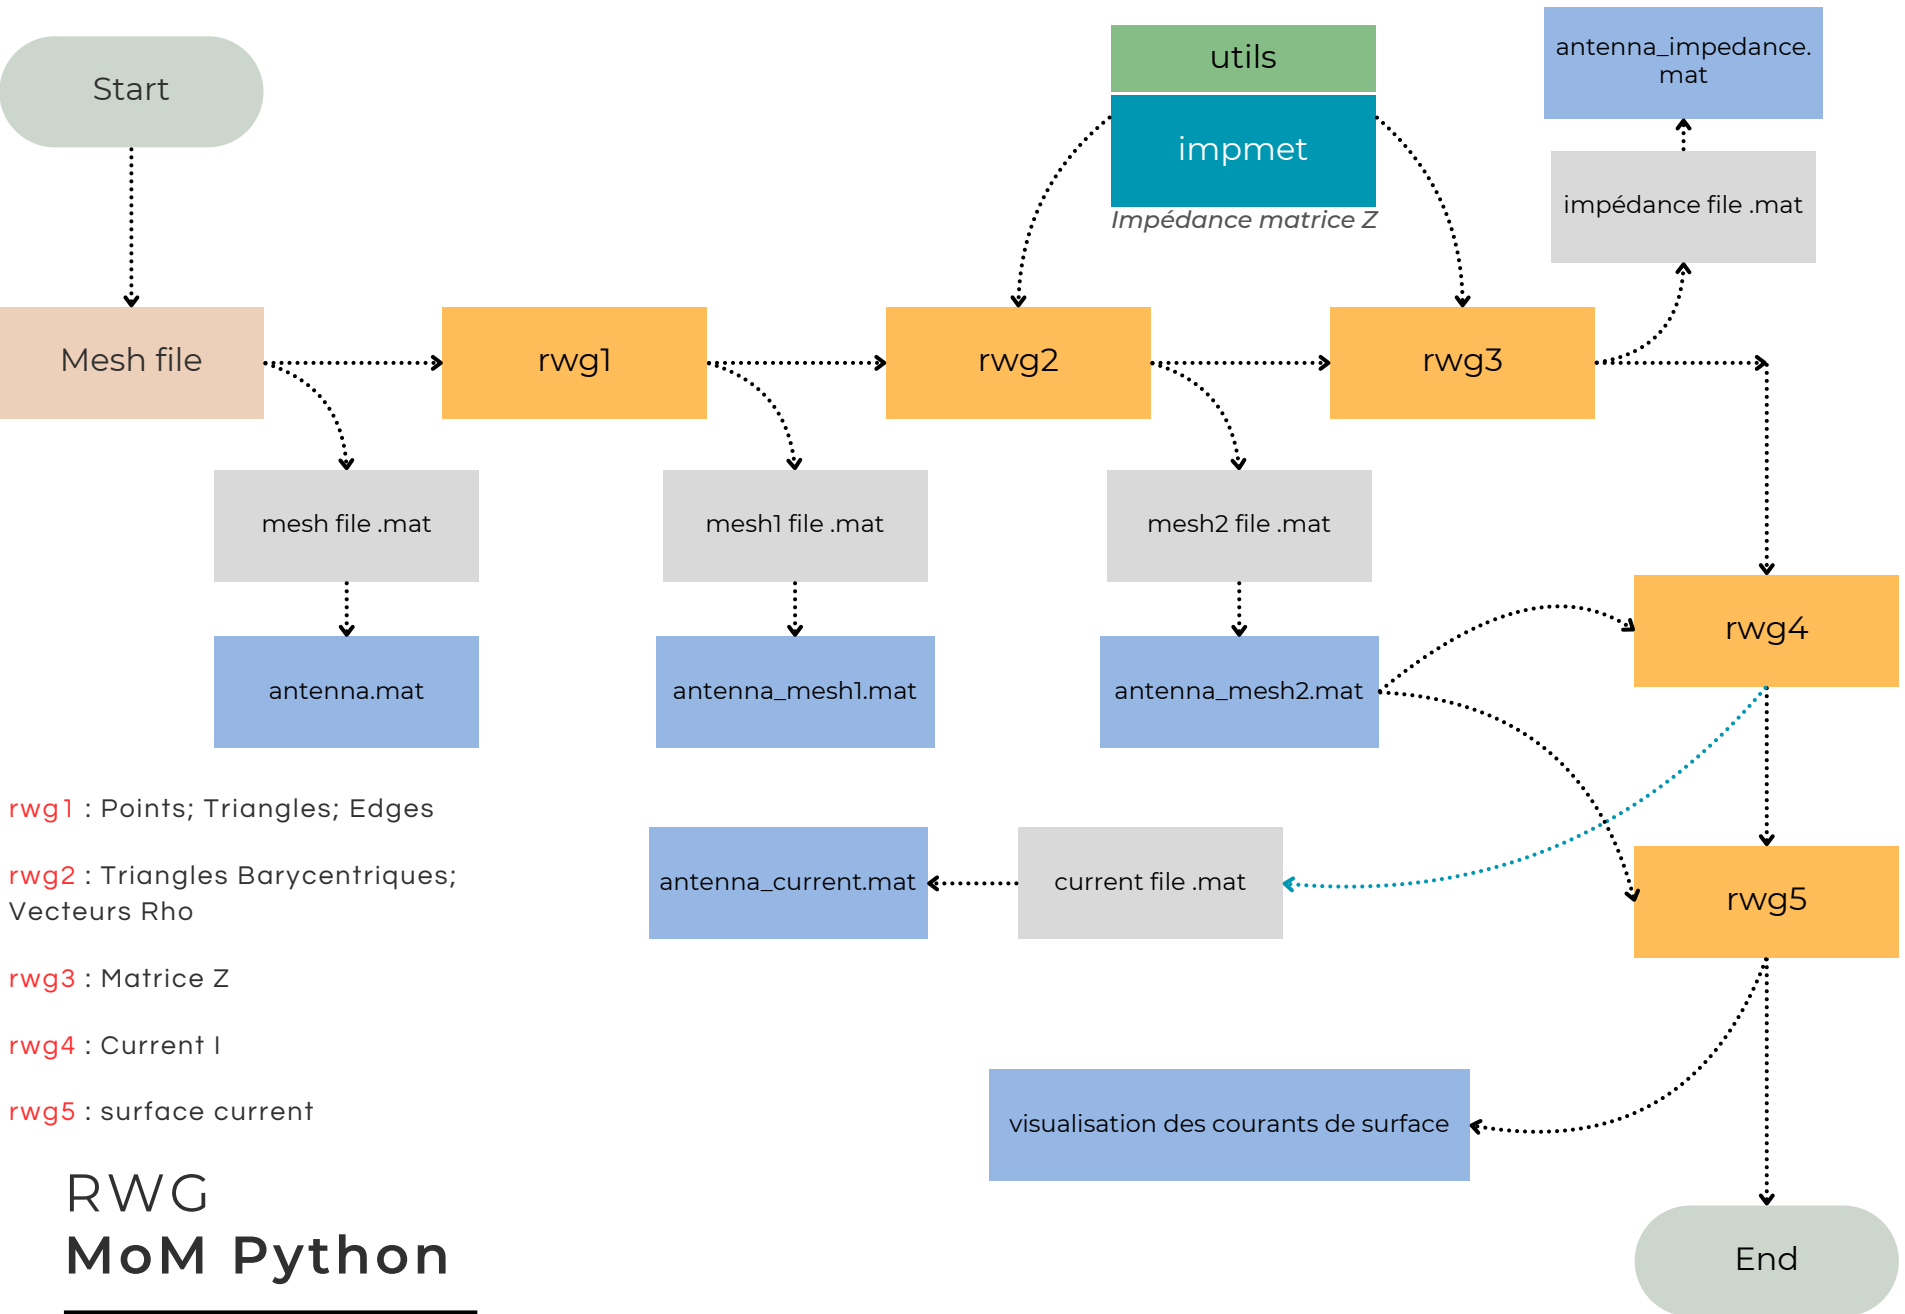 Start
utils
impmet
Impédance matrice Z
antenna_impedance.
mat
impédance file .mat
Mesh file
rwg1
rwg2
rwg3
mesh file .mat
mesh1 file .mat
mesh2 file .mat
antenna.mat
antenna_mesh1.mat
antenna_mesh2.mat
rwg4
antenna_current.mat
current file .mat
rwg5
visualisation des courants de surface
End
rwg1 : Points; Triangles; Edges
rwg2 : Triangles Barycentriques;
Vecteurs Rho
rwg3 : Matrice Z
rwg4 : Current I
rwg5 : surface current
RWG
MoM Python